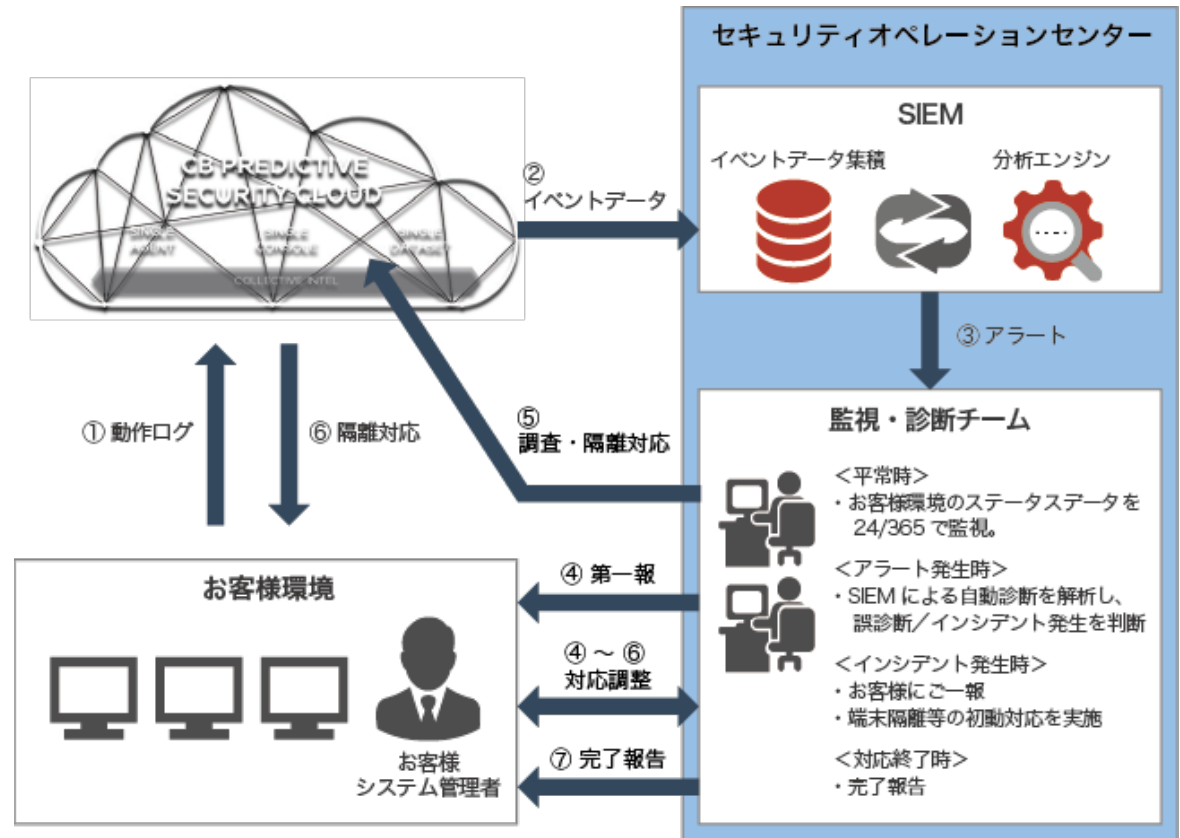 セキュリティオペレーションセンター
SIEM
イベントデータ集積
分析エンジン
CB PREDICTIVE
SECURITY CLOUD
SINGLE
AGENT
SINGLE
CONSOLE
SINGLE
DATASET
COLLECTIVE INTEL
②
イベントデータ
③ アラート
① 動作ログ
⑥ 隔離対応
⑤
調査・隔離対応
監視・診断チーム
<平常時>
・お客様環境のステータスデータを
24/365 で監視。
<アラート発生時>
・SIEM による自動診断を解析し、
誤診断/インシデント発生を判断
<インシデント発生時>
・お客様にご一報
・端末隔離等の初動対応を実施
<対応終了時>
・完了報告
④ 第一報
④ ～ ⑥
対応調整
⑦ 完了報告
お客様環境
お客様
システム管理者